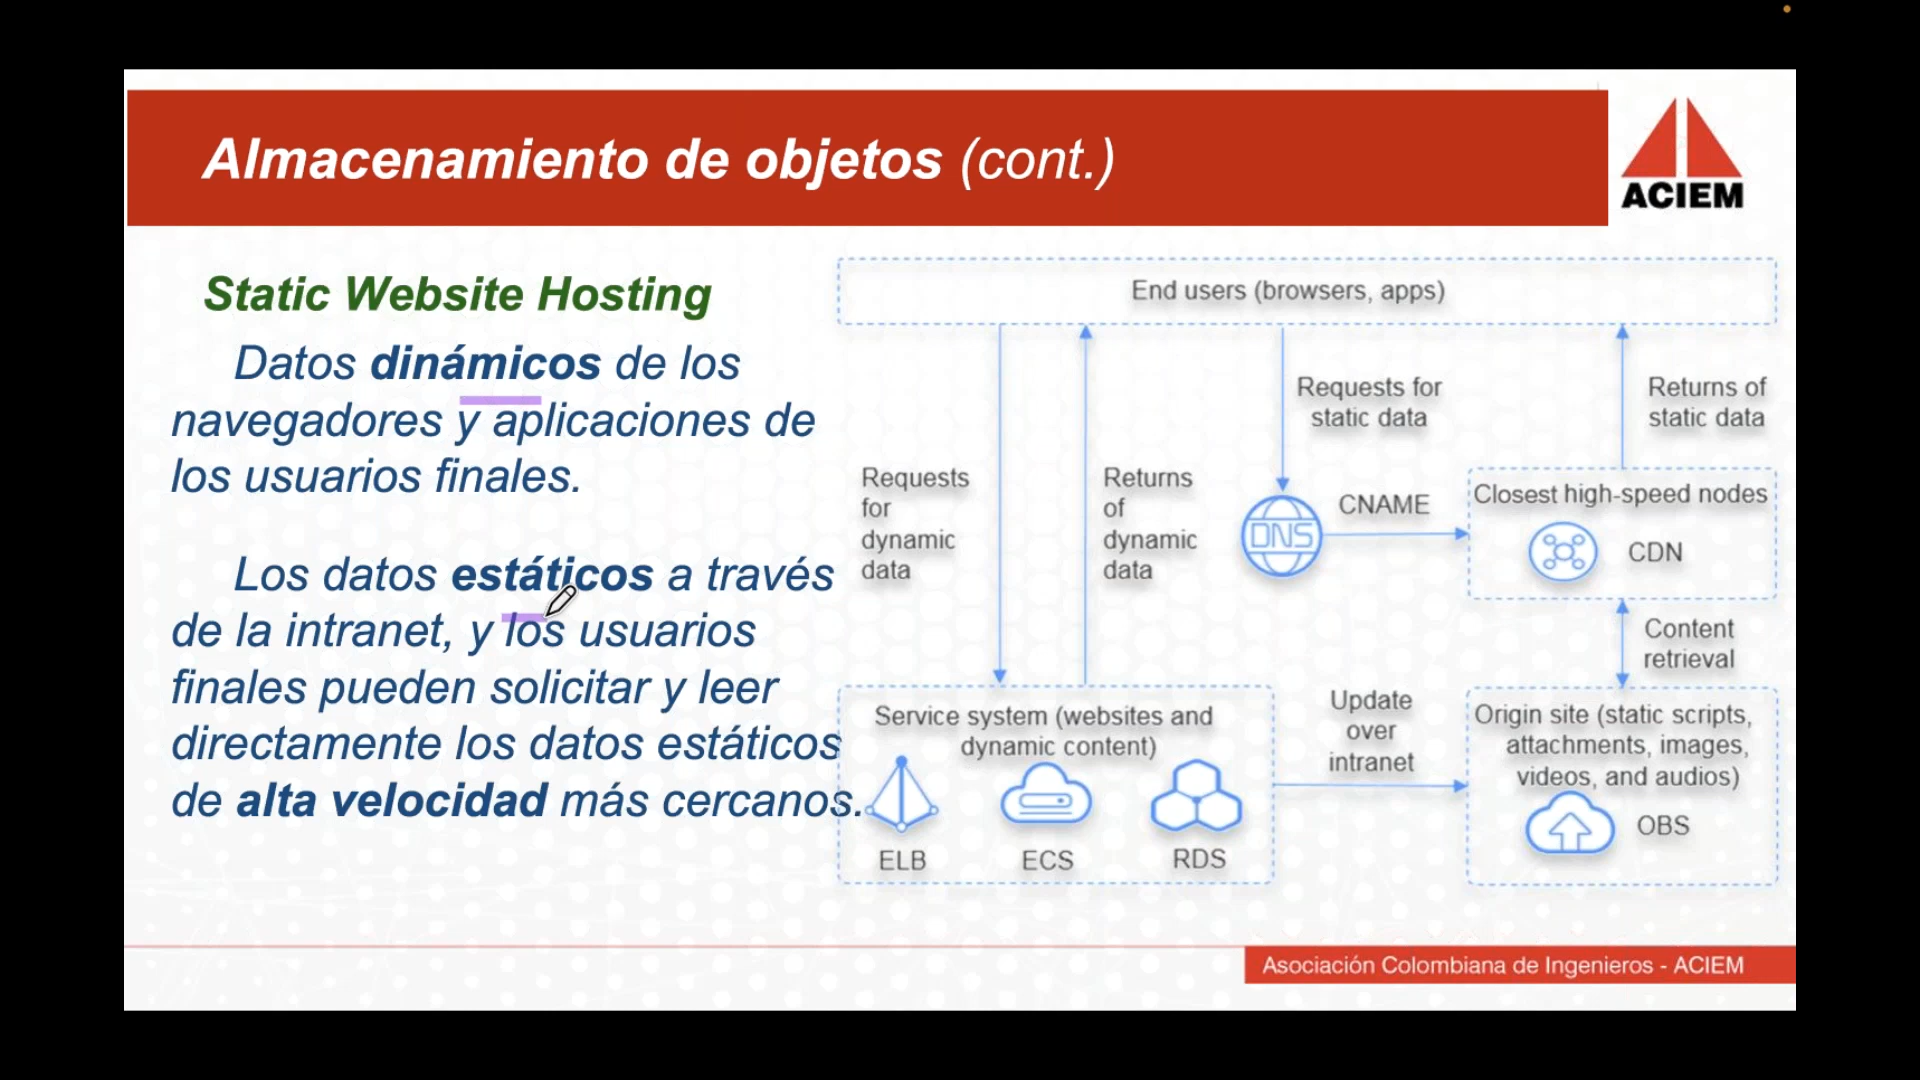 Almacenamiento de objetos (cont.)
ACIEM
Static Website Hosting
Datos dinámicos de los
navegadores y aplicaciones de
los usuarios finales.
Los datos estáticos a través
de la intranet, y los usuarios
finales pueden solicitar y leer
directamente los datos estáticos
de alta velocidad más cercanos.
End users (browsers, apps)
Requests
for
dynamic
data
Returns
of
dynamic
data
Requests for
static data
Returns of
static data
DNS
CNAME
Closest high-speed nodes
CDN
Content
retrieval
Service system (websites and
dynamic content)
ELB
ECS
RDS
Update
over
intranet
Origin site (static scripts,
attachments, images,
videos, and audios)
OBS
Asociación Colombiana de Ingenieros - ACIEM